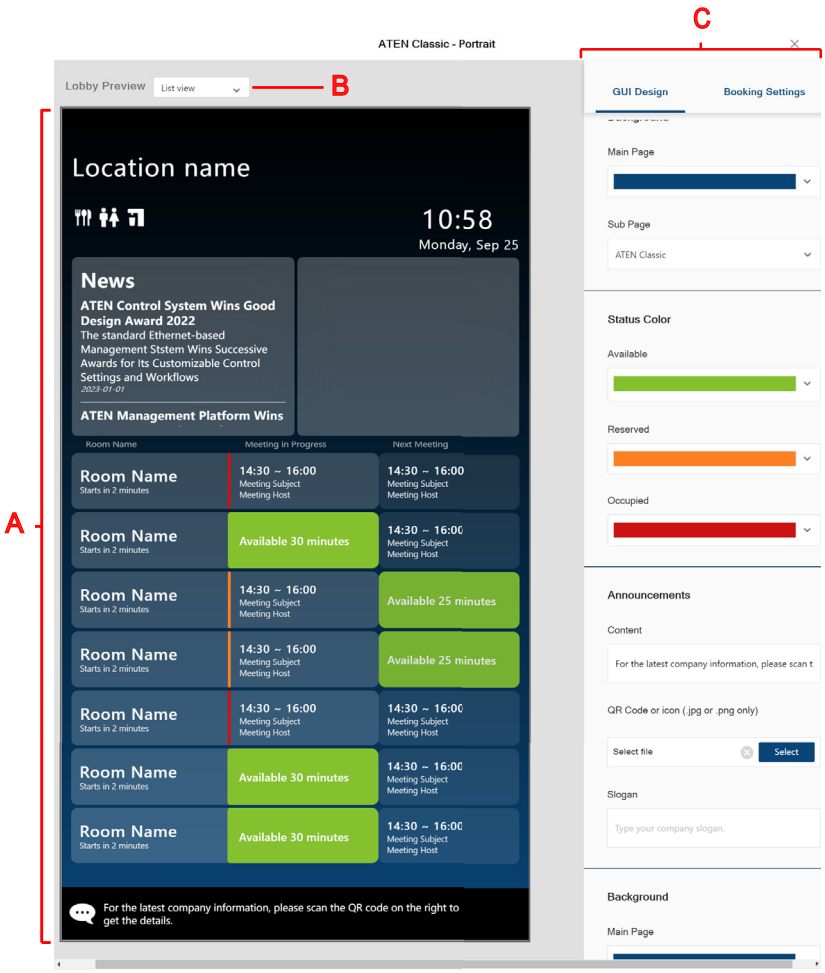 C
ATEN Classic - Portrait
Lobby Preview
List view
B
GUI Design
Booking Settings
Background
Main Page
Sub Page
ATEN Classic
Status Color
Available
Reserved
Occupied
Announcements
Content
For the latest company information, please scan t
QR Code or icon (.jpg or .png only)
Select file
Select
Slogan
Type your company slogan.
Background
Main Page
A
Location name
10:58
Monday, Sep 25
News
ATEN Control System Wins Good
Design Award 2022
The standard Ethernet-based
Management Ststem Wins Successive
Awards for Its Customizable Control
Settings and Workflows
2023-01-01
ATEN Management Platform Wins
Room Name
Meeting in Progress
Next Meeting
Room Name
Starts in 2 minutes
14:30 ~ 16:00
Meeting Subject
Meeting Host
14:30 ~ 16:00
Meeting Subject
Meeting Host
Room Name
Starts in 2 minutes
Available 30 minutes
14:30 ~ 16:00
Meeting Subject
Meeting Host
Room Name
Starts in 2 minutes
14:30 ~ 16:00
Meeting Subject
Meeting Host
Available 25 minutes
Room Name
Starts in 2 minutes
14:30 ~ 16:00
Meeting Subject
Meeting Host
Available 25 minutes
Room Name
Starts in 2 minutes
14:30 ~ 16:00
Meeting Subject
Meeting Host
14:30 ~ 16:00
Meeting Subject
Meeting Host
Room Name
Starts in 2 minutes
Available 30 minutes
14:30 ~ 16:00
Meeting Subject
Meeting Host
Room Name
Starts in 2 minutes
Available 30 minutes
14:30 ~ 16:00
Meeting Subject
Meeting Host
For the latest company information, please scan the QR code on the right to
get the details.